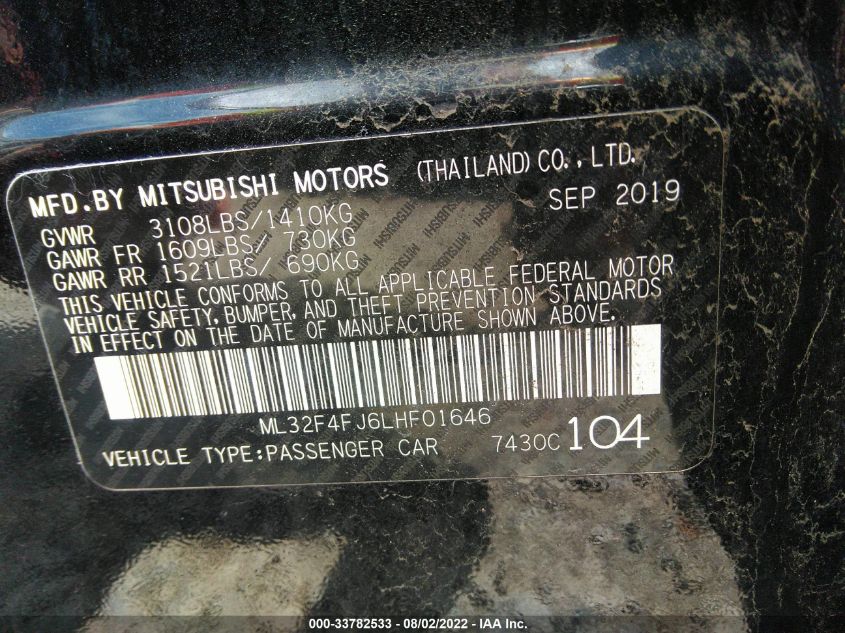 MFD.BY MITSUBISHI MOTORS (THAILAND) CO., LTD.
SEP 2019
GVWR 3108LBS/1410KG
GAWR FR 1609LBS/ 730KG
GAWR RR 1521LBS/ 690KG
THIS VEHICLE CONFORMS TO ALL APPLICABLE FEDERAL MOTOR
VEHICLE SAFETY, BUMPER, AND THEFT PREVENTION STANDARDS
IN EFFECT ON THE DATE OF MANUFACTURE SHOWN ABOVE.
ML32F4FJ6LHF01646
VEHICLE TYPE:PASSENGER CAR 7430C 104
000-33782533 - 08/02/2022 - IAA Inc.